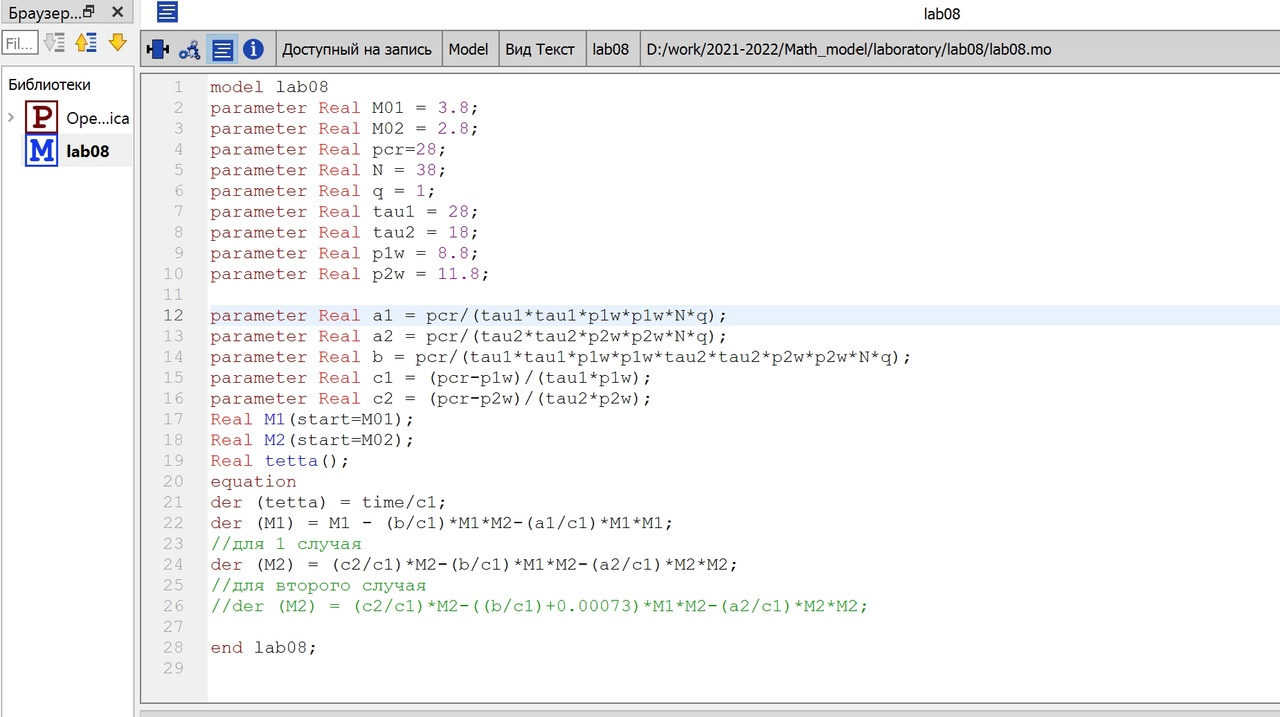 Браузер...
lab08
Fil...
Доступный на запись
Model
Вид Текст
lab08
D:/work/2021-2022/Math_model/laboratory/lab08/lab08.mo
Библиотеки
P Ope...ica
M lab08
1 model lab08
2 parameter Real M01 = 3.8;
3 parameter Real M02 = 2.8;
4 parameter Real pcr=28;
5 parameter Real N = 38;
6 parameter Real q = 1;
7 parameter Real tau1 = 28;
8 parameter Real tau2 = 18;
9 parameter Real p1w = 8.8;
10 parameter Real p2w = 11.8;
11
12 parameter Real a1 = pcr/(tau1*tau1*p1w*p1w*N*q);
13 parameter Real a2 = pcr/(tau2*tau2*p2w*p2w*N*q);
14 parameter Real b = pcr/(tau1*tau1*p1w*p1w*tau2*tau2*p2w*p2w*N*q);
15 parameter Real c1 = (pcr-p1w)/(tau1*p1w);
16 parameter Real c2 = (pcr-p2w)/(tau2*p2w);
17 Real M1(start=M01);
18 Real M2(start=M02);
19 Real tetta();
20 equation
21 der (tetta) = time/c1;
22 der (M1) = M1 - (b/c1)*M1*M2-(a1/c1)*M1*M1;
23 //для 1 случая
24 der (M2) = (c2/c1)*M2-(b/c1)*M1*M2-(a2/c1)*M2*M2;
25 //для второго случая
26 //der (M2) = (c2/c1)*M2-((b/c1)+0.00073)*M1*M2-(a2/c1)*M2*M2;
27
28 end lab08;
29